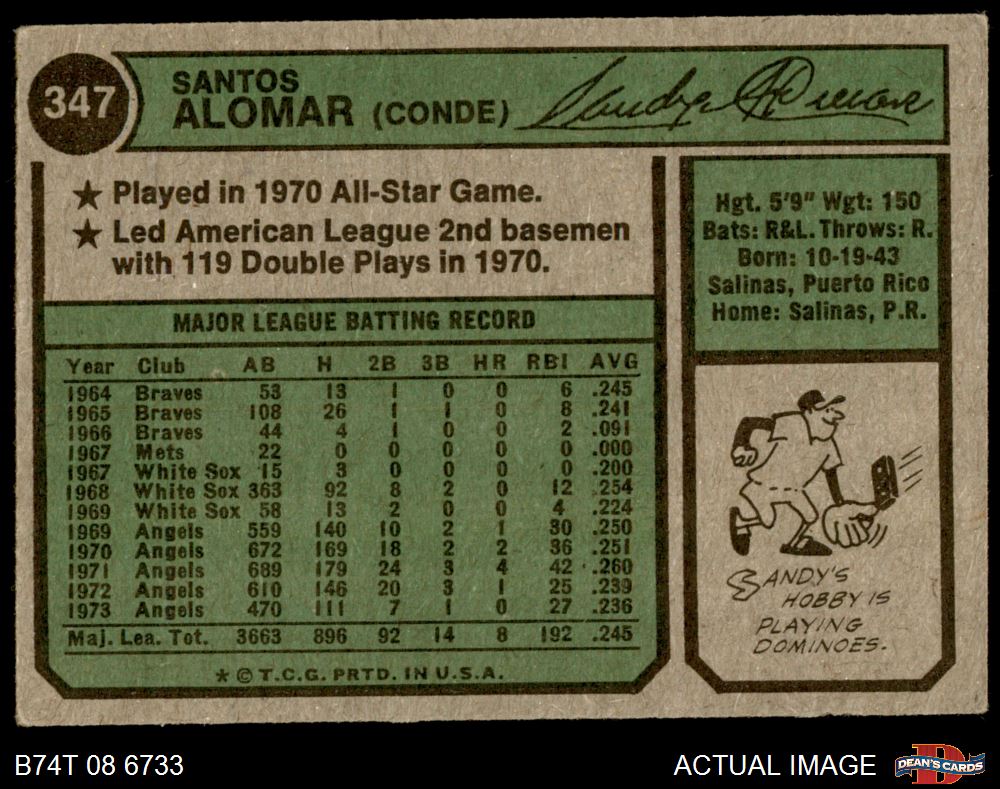 347
SANTOS
ALOMAR (CONDE)
Sandy Alomar
★ Played in 1970 All-Star Game.
★ Led American League 2nd basemen
with 119 Double Plays in 1970.
Hgt. 5'9" Wgt: 150
Bats: R&L. Throws: R.
Born: 10-19-43
Salinas, Puerto Rico
Home: Salinas, P.R.
MAJOR LEAGUE BATTING RECORD
Year Club AB H 2B 3B HR RBI AVG
1964 Braves 53 13 1 0 0 6 .245
1965 Braves 108 26 1 1 0 8 .241
1966 Braves 44 4 1 0 0 2 .091
1967 Mets 22 0 0 0 0 0 .000
1967 White Sox 15 3 0 0 0 0 .200
1968 White Sox 363 92 8 2 0 12 .254
1969 White Sox 58 13 2 0 0 4 .224
1969 Angels 559 140 10 2 1 30 .250
1970 Angels 672 169 18 2 2 36 .251
1971 Angels 689 179 24 3 4 42 .260
1972 Angels 610 146 20 3 1 25 .239
1973 Angels 470 111 7 1 0 27 .236
Maj. Lea. Tot. 3663 896 92 14 8 192 .245
* © T.C.G. PRTD. IN U.S.A.
SANDY'S
HOBBY IS
PLAYING
DOMINOES.
B74T 08 6733
ACTUAL IMAGE
D
DEAN'S CARDS